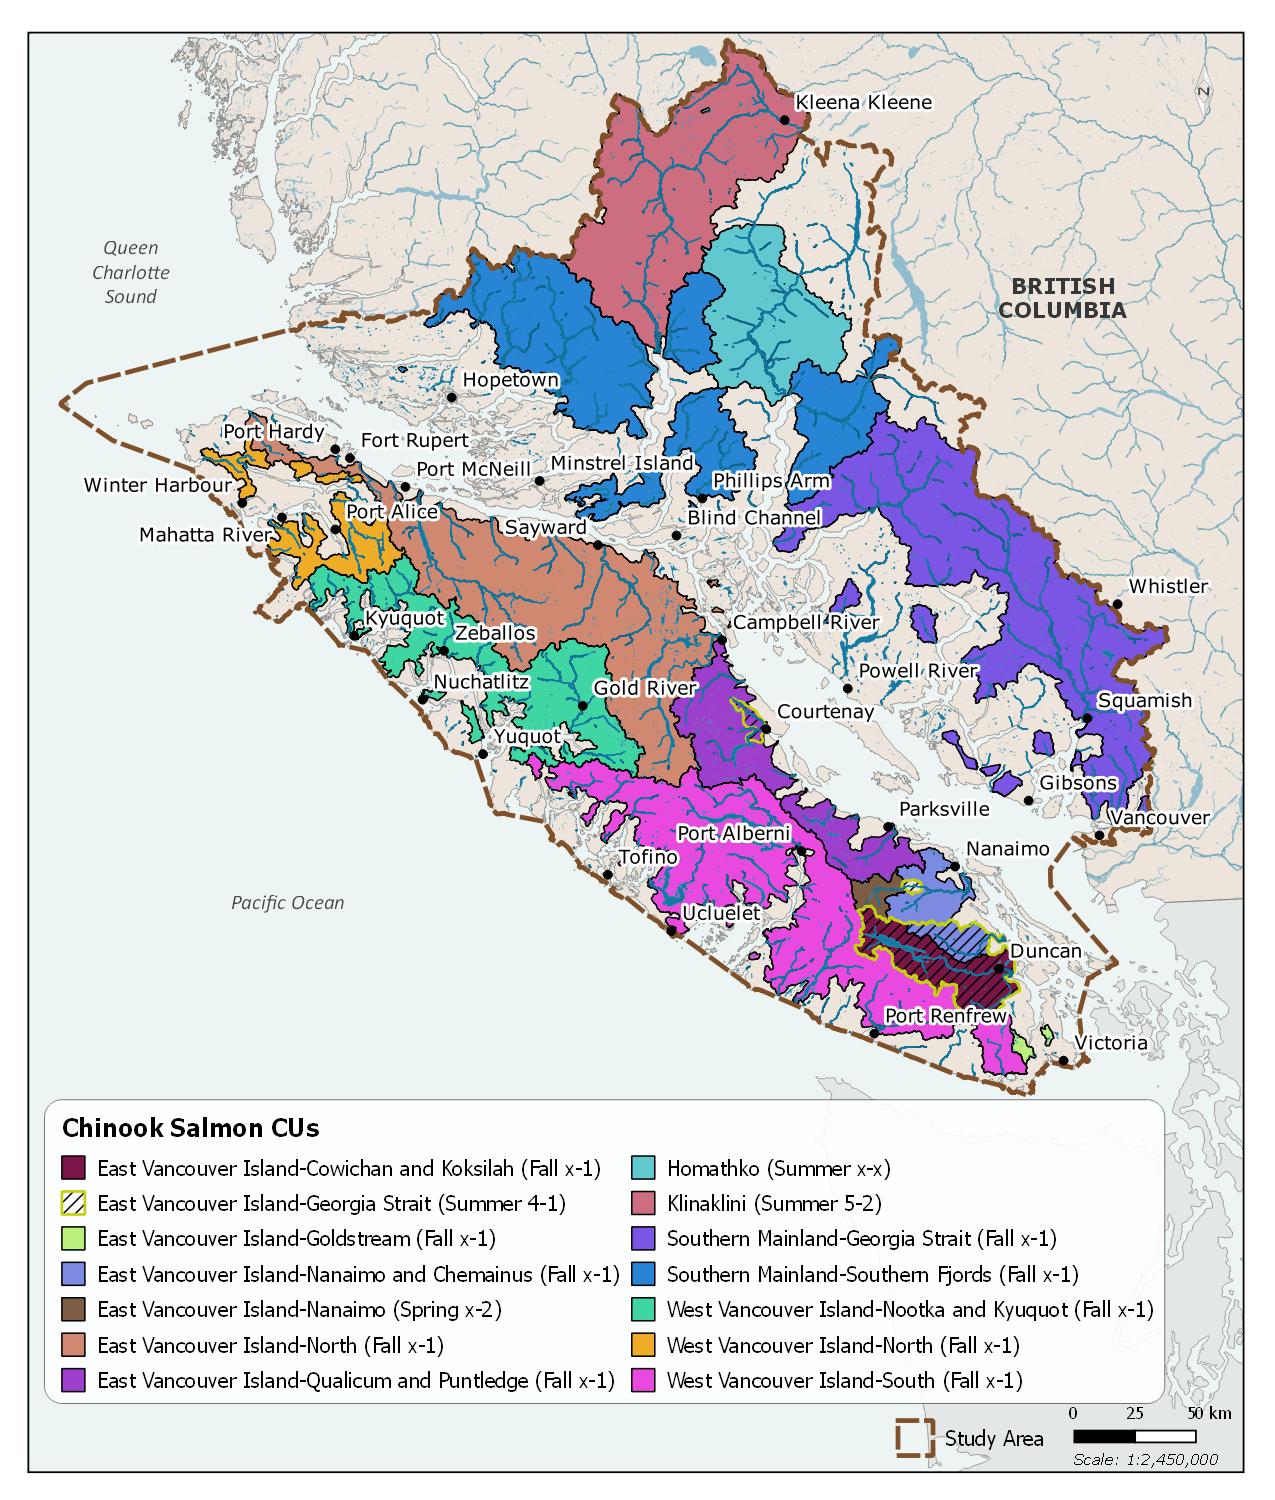 Kleena Kleene
N
Queen
Charlotte
Sound
BRITISH
COLUMBIA
Hopetown
Port Hardy
Fort Rupert
Port McNeill
Minstrel Island
Winter Harbour
Phillips Arm
Port Alice
Blind Channel
Mahatta River
Sayward
Whistler
Kyuquot
Campbell River
Zeballos
Powell River
Nuchatlitz
Gold River
Squamish
Courtenay
Yuquot
Gibsons
Parksville
Vancouver
Port Alberni
Nanaimo
Tofino
Pacific Ocean
Ucluelet
Duncan
Port Renfrew
Victoria
Chinook Salmon CUs
East Vancouver Island-Cowichan and Koksilah (Fall x-1)
East Vancouver Island-Georgia Strait (Summer 4-1)
East Vancouver Island-Goldstream (Fall x-1)
East Vancouver Island-Nanaimo and Chemainus (Fall x-1)
East Vancouver Island-Nanaimo (Spring x-2)
East Vancouver Island-North (Fall x-1)
East Vancouver Island-Qualicum and Puntledge (Fall x-1)
Homathko (Summer x-x)
Klinaklini (Summer 5-2)
Southern Mainland-Georgia Strait (Fall x-1)
Southern Mainland-Southern Fjords (Fall x-1)
West Vancouver Island-Nootka and Kyuquot (Fall x-1)
West Vancouver Island-North (Fall x-1)
West Vancouver Island-South (Fall x-1)
Study Area
0 25 50 km
Scale: 1:2,450,000